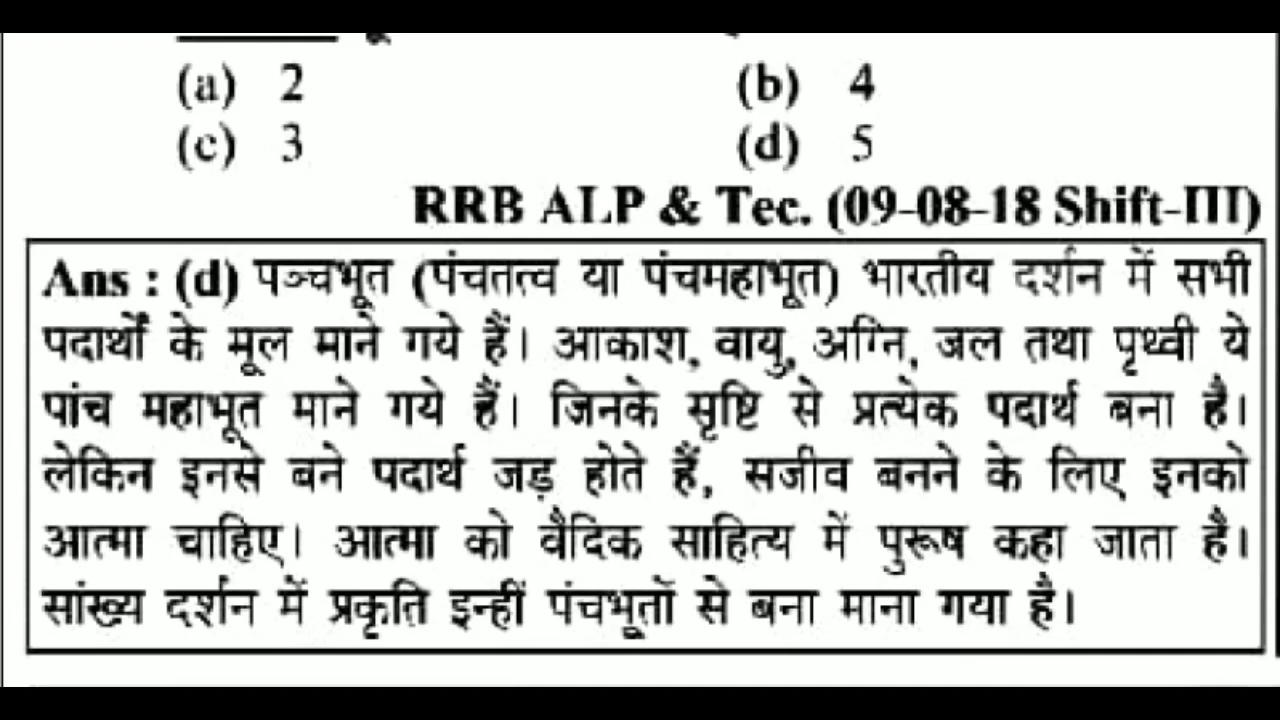 (a) 2 (b) 4
(c) 3 (d) 5
RRB ALP & Tec. (09-08-18 Shift-III)
Ans : (d) पञ्चभूत (पंचतत्व या पंचमहाभूत) भारतीय दर्शन में सभी
पदार्थों के मूल माने गये हैं। आकाश, वायु, अग्नि, जल तथा पृथ्वी ये
पांच महाभूत माने गये हैं। जिनके सृष्टि से प्रत्येक पदार्थ बना है।
लेकिन इनसे बने पदार्थ जड़ होते हैं, सजीव बनने के लिए इनको
आत्मा चाहिए। आत्मा को वैदिक साहित्य में पुरूष कहा जाता है।
सांख्य दर्शन में प्रकृति इन्हीं पंचभूतों से बना माना गया है।